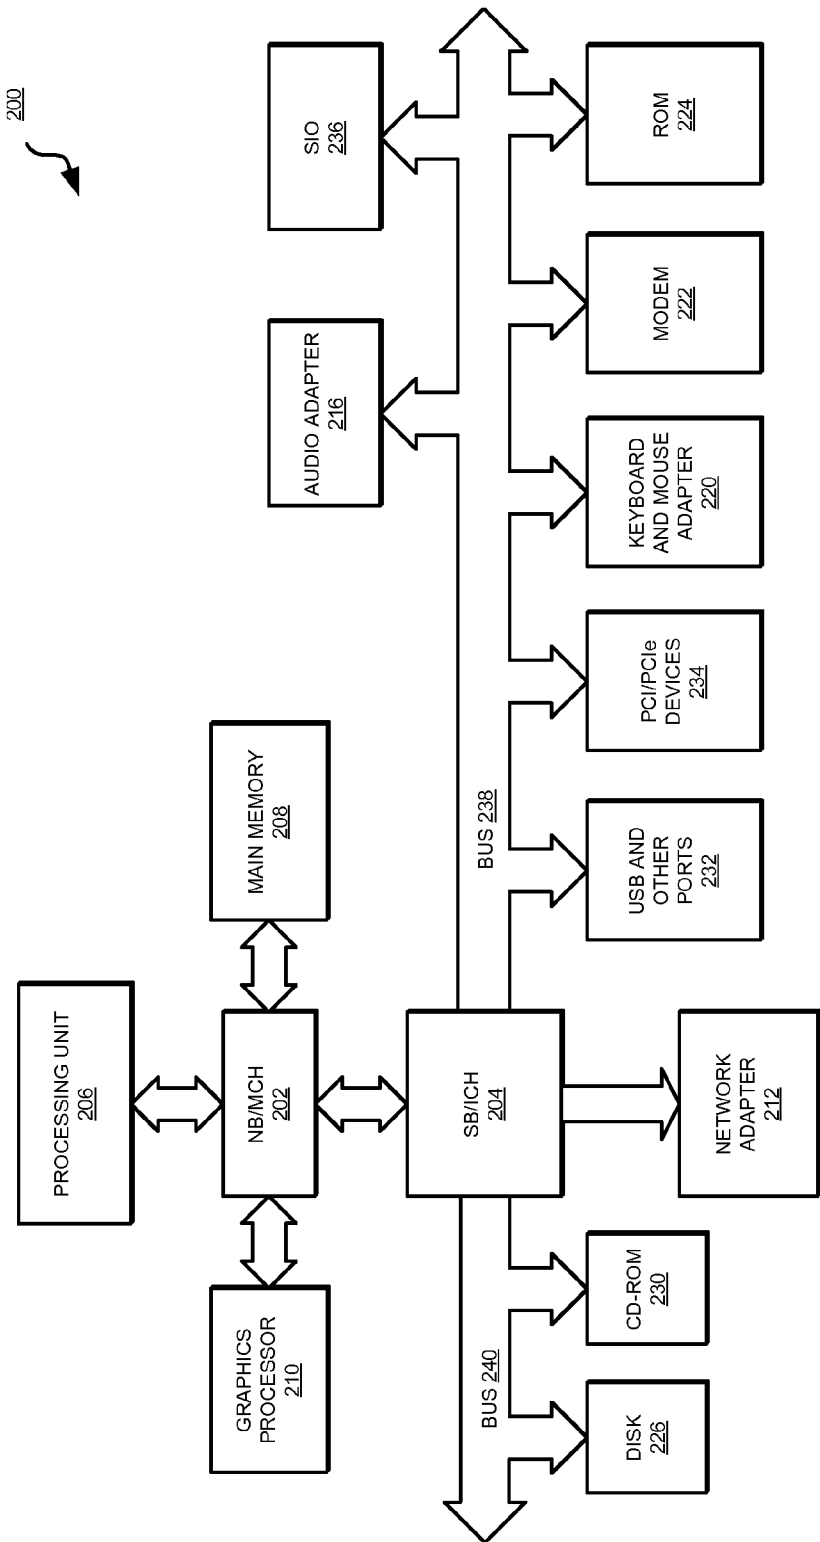 200
PROCESSING UNIT
206
GRAPHICS
PROCESSOR
210
NB/MCH
202
MAIN MEMORY
208
AUDIO ADAPTER
216
SIO
236
SB/ICH
204
BUS 240
BUS 238
DISK
226
CD-ROM
230
NETWORK
ADAPTER
212
USB AND
OTHER
PORTS
232
PCI/PCIe
DEVICES
234
KEYBOARD
AND MOUSE
ADAPTER
220
MODEM
222
ROM
224